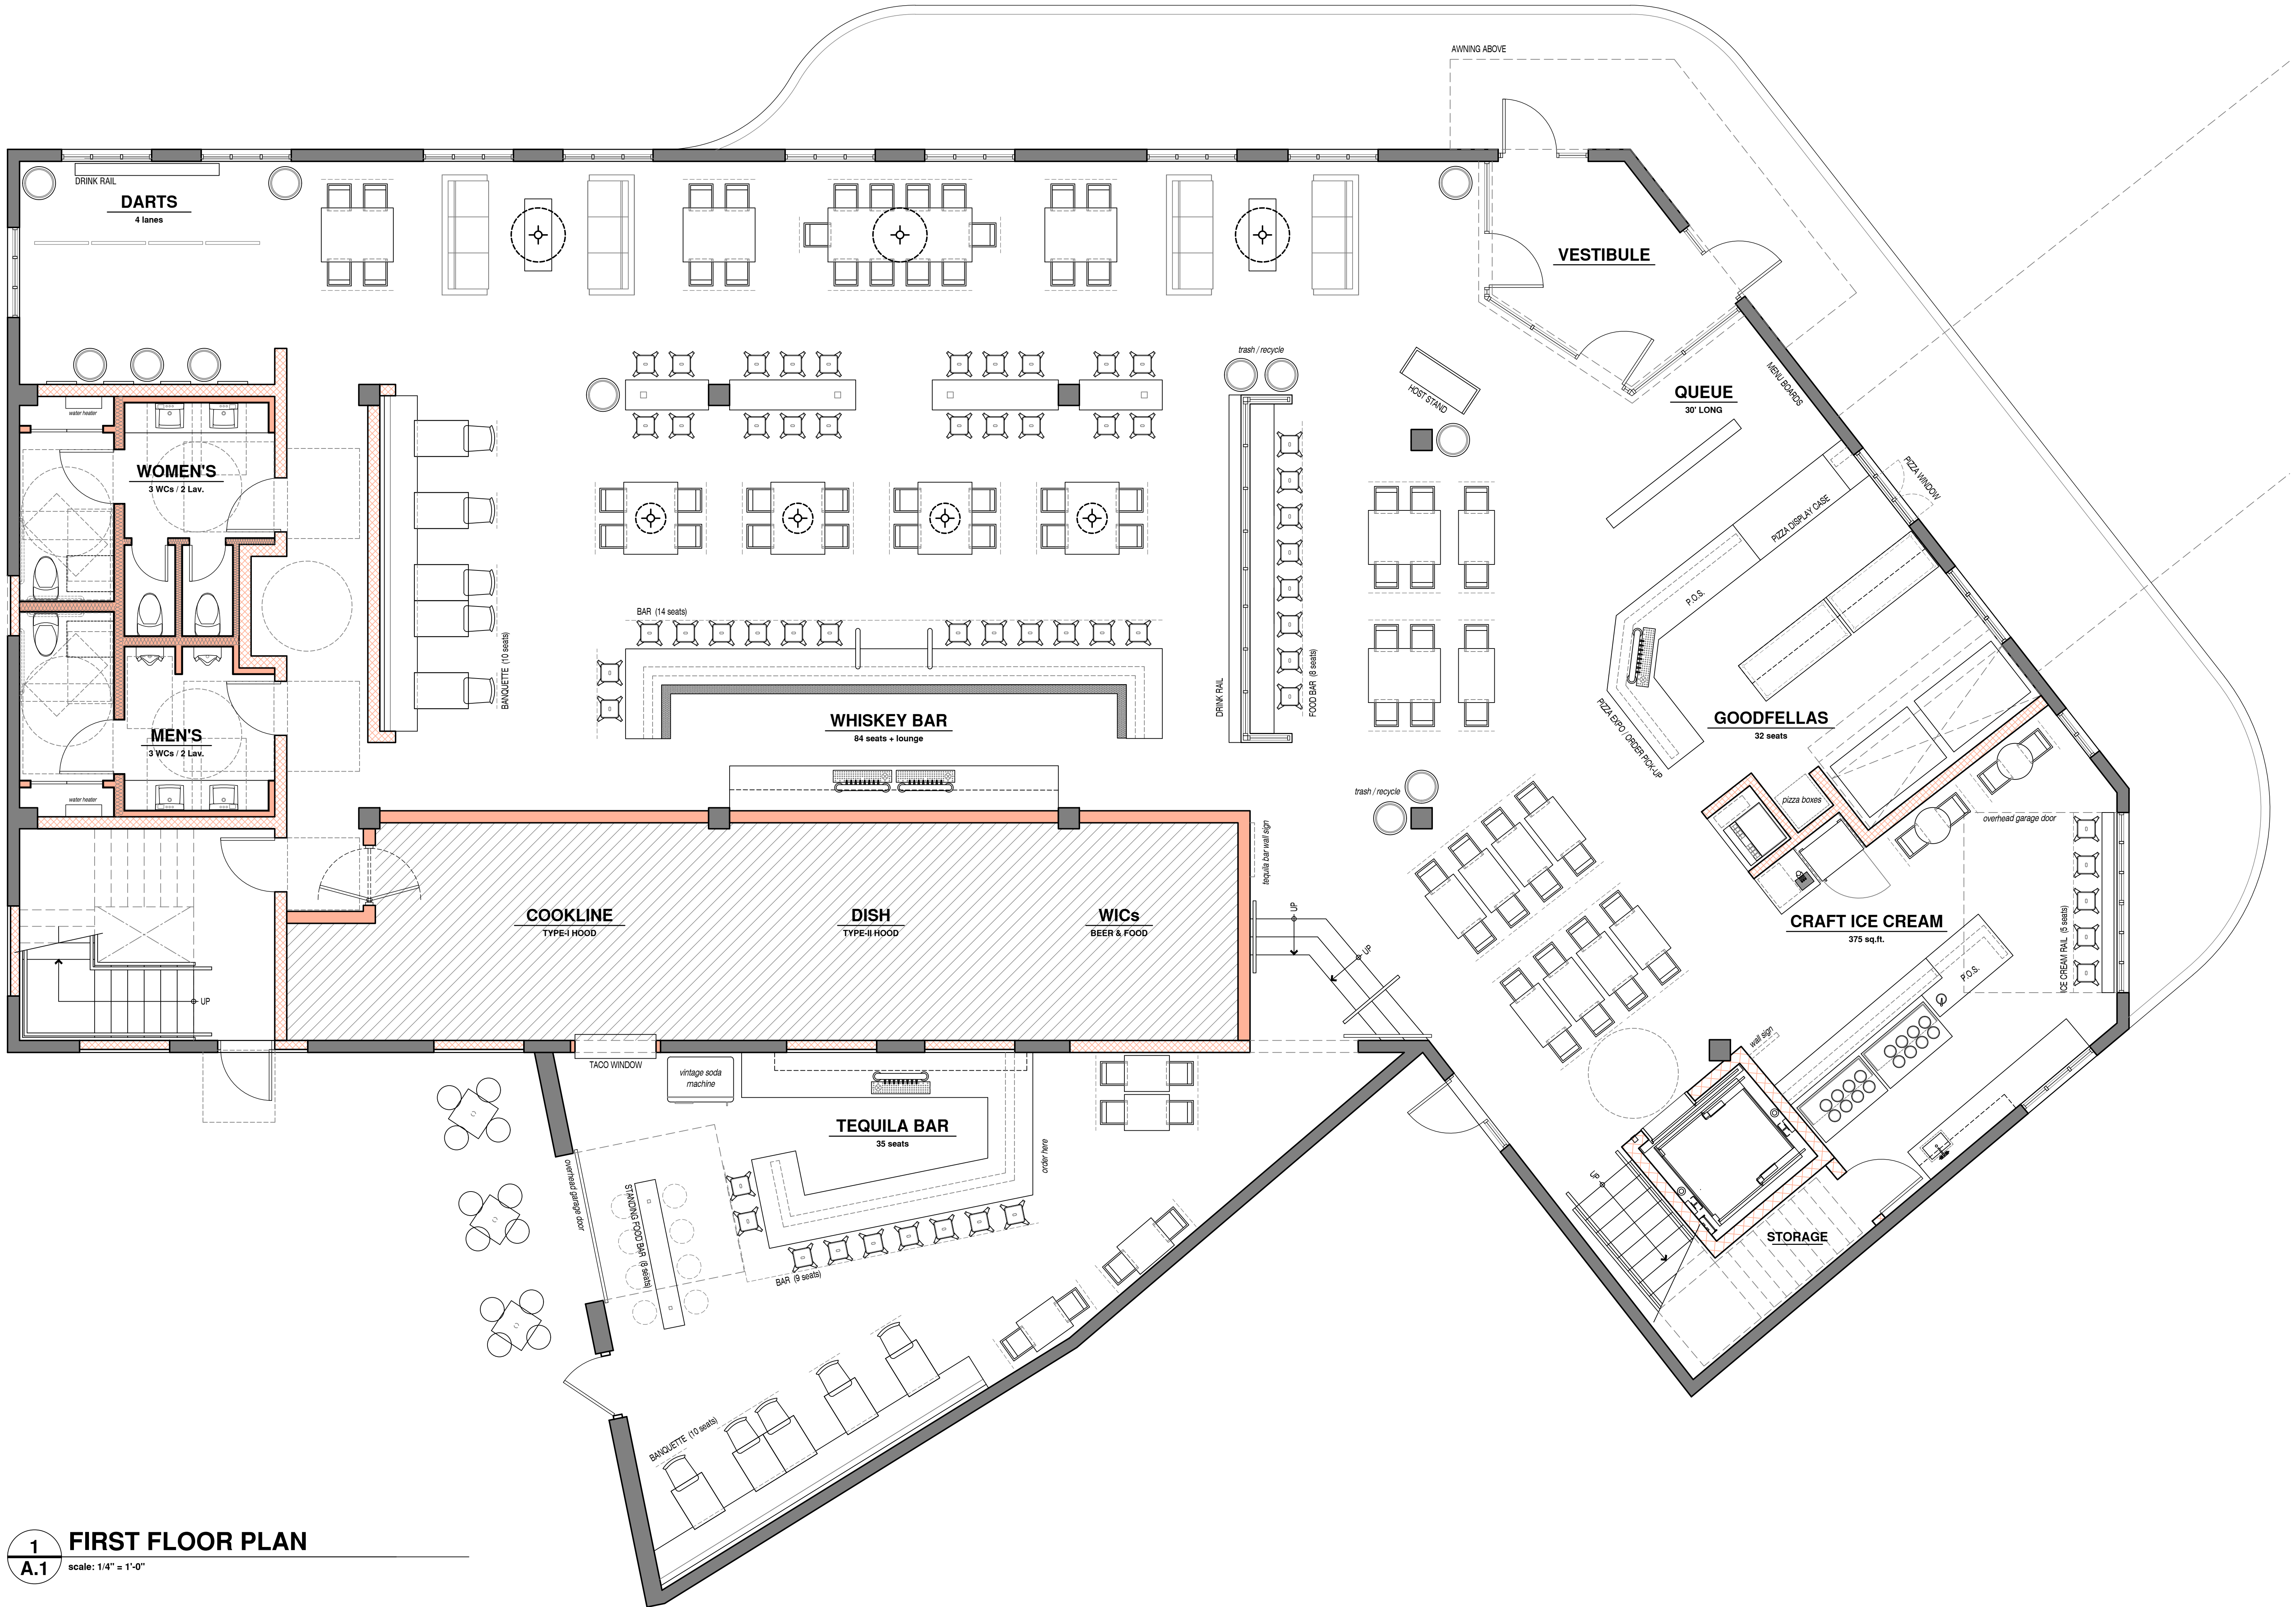 AWNING ABOVE
DRINK RAIL
DARTS
4 lanes
VESTIBULE
trash / recycle
HOST STAND
QUEUE
30' LONG
MENU BOARDS
water heater
WOMEN'S
3 WCs / 2 Lav.
PIZZA WINDOW
PIZZA DISPLAY CASE
P.O.S.
BAR (14 seats)
BANQUETTE (10 seats)
DRINK RAIL
FOOD BAR (8 seats)
PIZZA EXPO / ORDER PICK-UP
WHISKEY BAR
84 seats + lounge
GOODFELLAS
32 seats
MEN'S
3 WCs / 2 Lav.
water heater
trash / recycle
pizza boxes
overhead garage door
tequila bar wall sign
COOKLINE
TYPE-I HOOD
DISH
TYPE-II HOOD
WICs
BEER & FOOD
UP
UP
CRAFT ICE CREAM
375 sq.ft.
ICE CREAM RAIL (5 seats)
P.O.S.
UP
wall sign
TACO WINDOW
vintage soda
machine
TEQUILA BAR
35 seats
order here
overhead garage door
STANDING FOOD BAR (8 seats)
BAR (9 seats)
UP
STORAGE
BANQUETTE (10 seats)
1
A.1
FIRST FLOOR PLAN
scale: 1/4" = 1'-0"